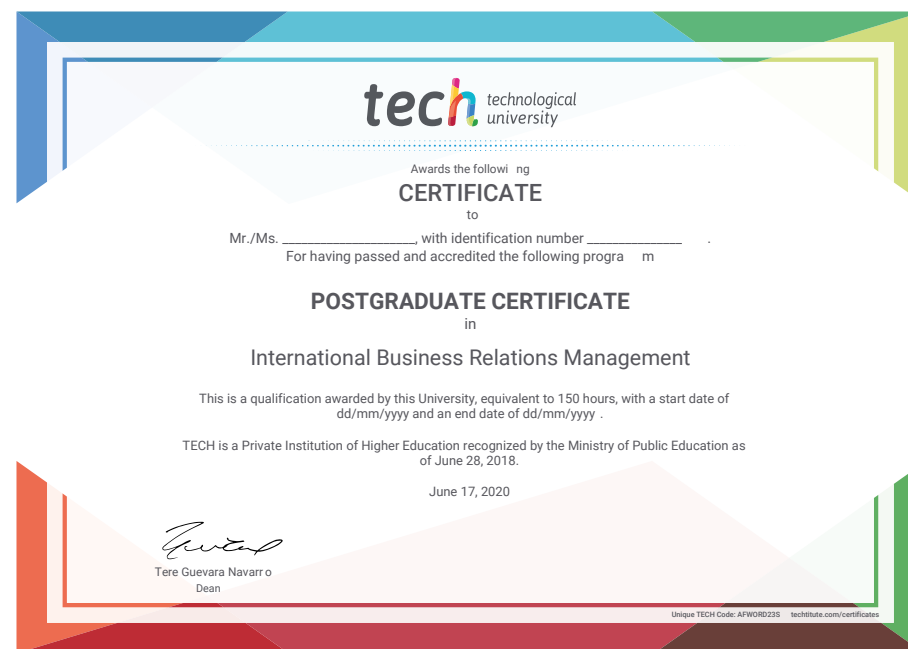 tech technological
university
Awards the followi ng
CERTIFICATE
to
Mr./Ms. ____________________, with identification number ______________ .
For having passed and accredited the following progra m
POSTGRADUATE CERTIFICATE
in
International Business Relations Management
This is a qualification awarded by this University, equivalent to 150 hours, with a start date of
dd/mm/yyyy and an end date of dd/mm/yyyy .
TECH is a Private Institution of Higher Education recognized by the Ministry of Public Education as
of June 28, 2018.
June 17, 2020
Tere Guevara Navarro
Dean
Unique TECH Code: AFWORD23S techtitute.com/certificates